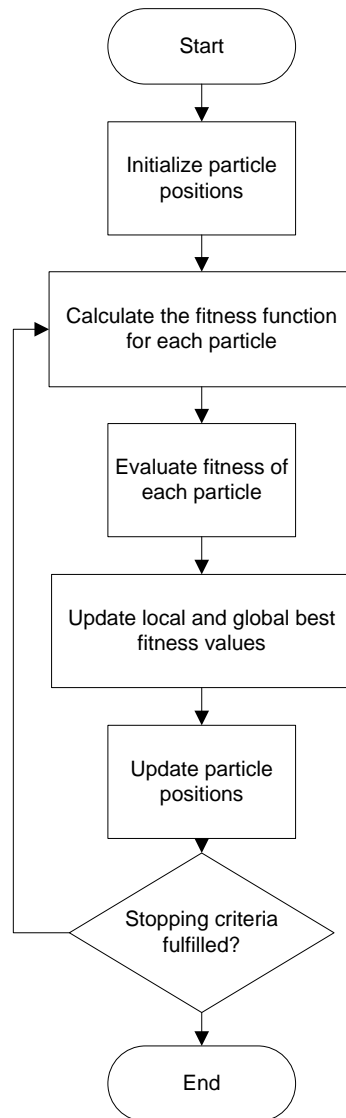 Start
Initialize particle
positions
Calculate the fitness function
for each particle
Evaluate fitness of
each particle
Update local and global best
fitness values
Update particle
positions
Stopping criteria
fulfilled?
End